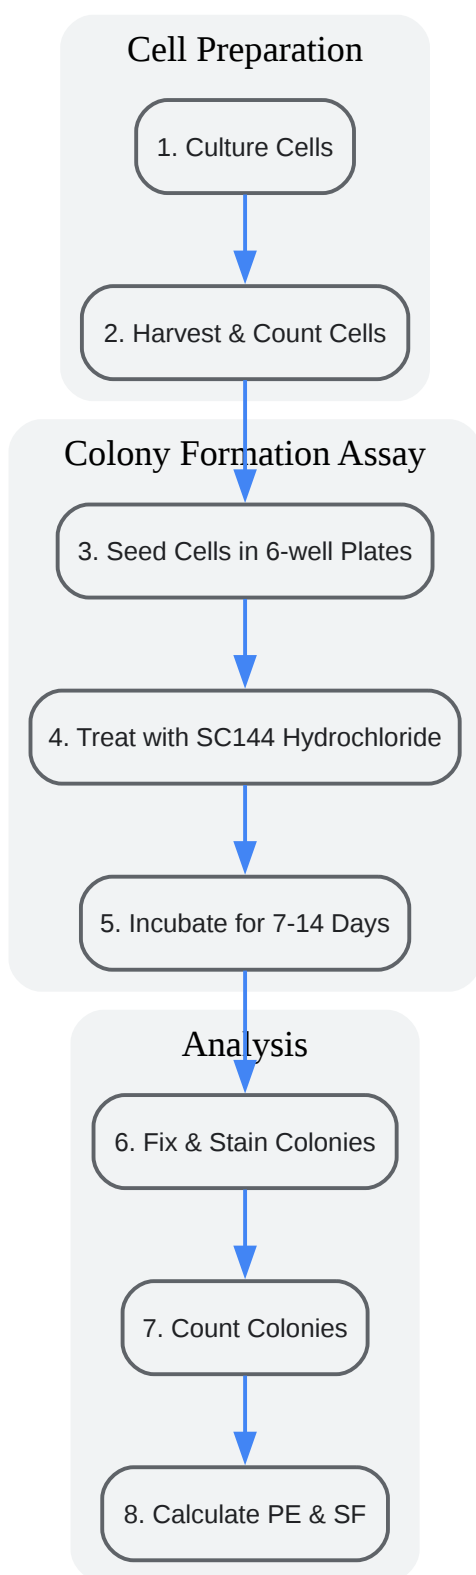 Cell Preparation
1. Culture Cells
2. Harvest & Count Cells
Colony Formation Assay
3. Seed Cells in 6-well Plates
4. Treat with SC144 Hydrochloride
5. Incubate for 7-14 Days
Analysis
6. Fix & Stain Colonies
7. Count Colonies
8. Calculate PE & SF